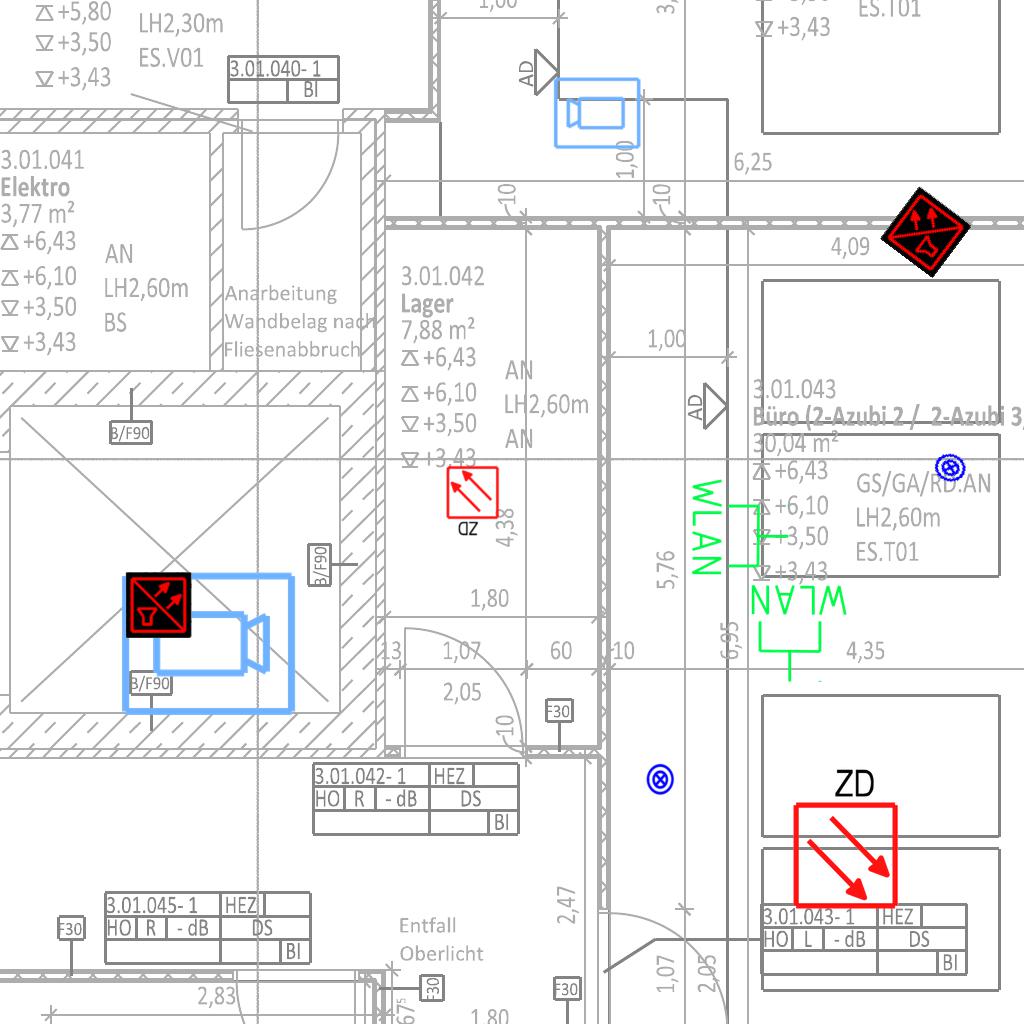 +5,80
+3,50
+3,43
LH2,30m
ES.V01
3.01.040- 1
BI
1,00
ES.T01
+3,43
AD
1,00
6,25
10
10
3.01.041
Elektro
3,77 m²
+6,43
+6,10
+3,50
+3,43
AN
LH2,60m
BS
Anarbeitung
Wandbelag nach
Fliesenabbruch
3.01.042
Lager
7,88 m²
+6,43
+6,10
+3,50
+3,43
AN
LH2,60m
AN
4,09
1,00
AD
3.01.043
Büro (2-Azubi 2 / 2-Azubi 3,
30,04 m²
+6,43
+6,10
+3,50
+3,43
GS/GA/RD.AN
LH2,60m
ES.T01
B/F90
B/F90
B/F90
ZD
4,38
WLAN
WLAN
5,76
6,95
1,80
13
1,07
60
10
4,35
2,05
10
F30
3.01.042- 1 HEZ
HO R - dB DS
BI
ZD
3.01.043- 1 HEZ
HO L - dB DS
BI
3.01.045- 1 HEZ
HO R - dB DS
BI
F30
Entfall
Oberlicht
2,47
F30
F30
1,07
2,05
2,83
67⁵
1,80